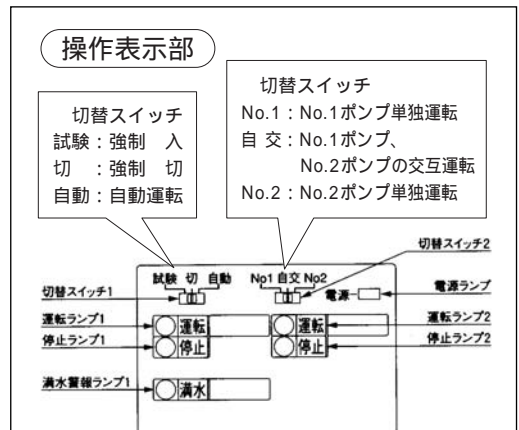 操作表示部
切替スイッチ
試験：強制　入
切　：強制　切
自動：自動運転
切替スイッチ
No.1：No.1ポンプ単独運転
自 交：No.1ポンプ、
No.2ポンプの交互運転
No.2：No.2ポンプ単独運転
切替スイッチ2
試験 切 自動
No1 自交 No2
切替スイッチ1
電源
電源ランプ
運転ランプ1
運転
運転
運転ランプ2
停止ランプ1
停止
停止
停止ランプ2
満水警報ランプ1
満水